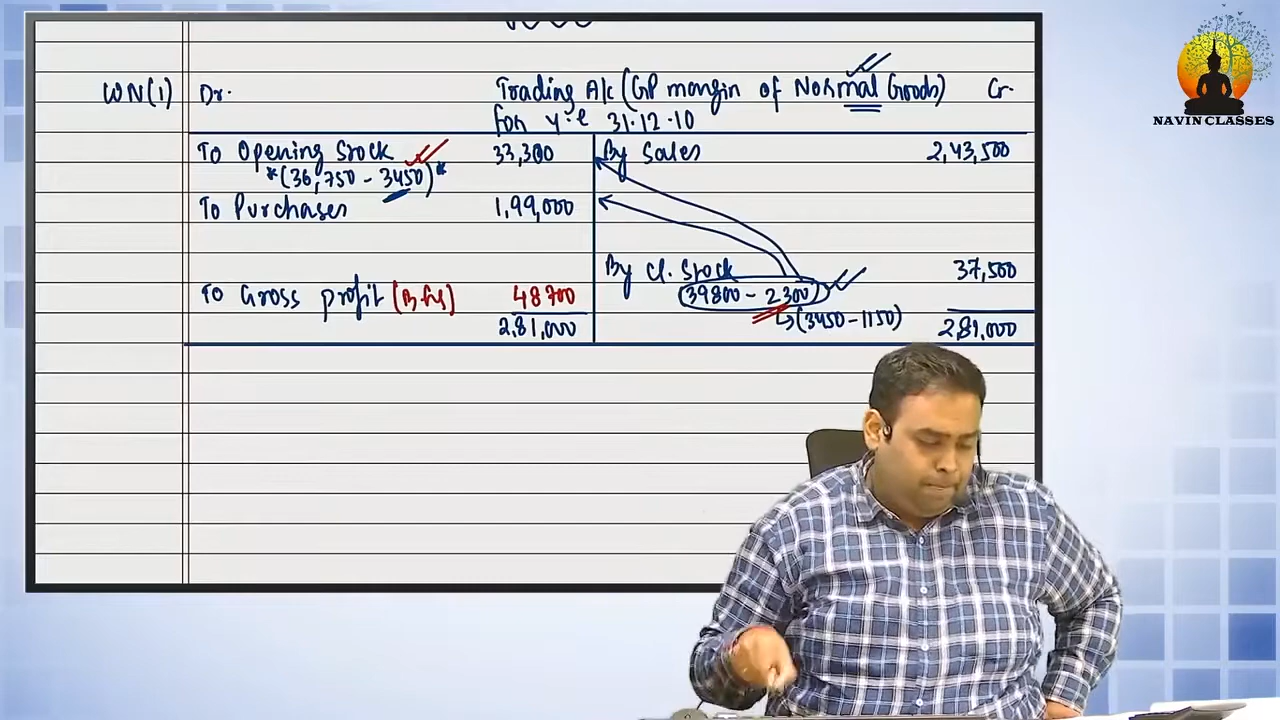 NAVIN CLASSES
WN(1) Dr. Trading A/c (GP margin of Normal Goods) Cr.
for y.e 31.12.10
To Opening Stock 33,300 By Sales 2,43,500
*(36,750 - 3450)*
To Purchases 1,99,000
By Cl. Stock 37,500
To Gross profit (B.f) 48700 (39800 - 2300)
↳(3450-1150)
2,81,000 2,81,000